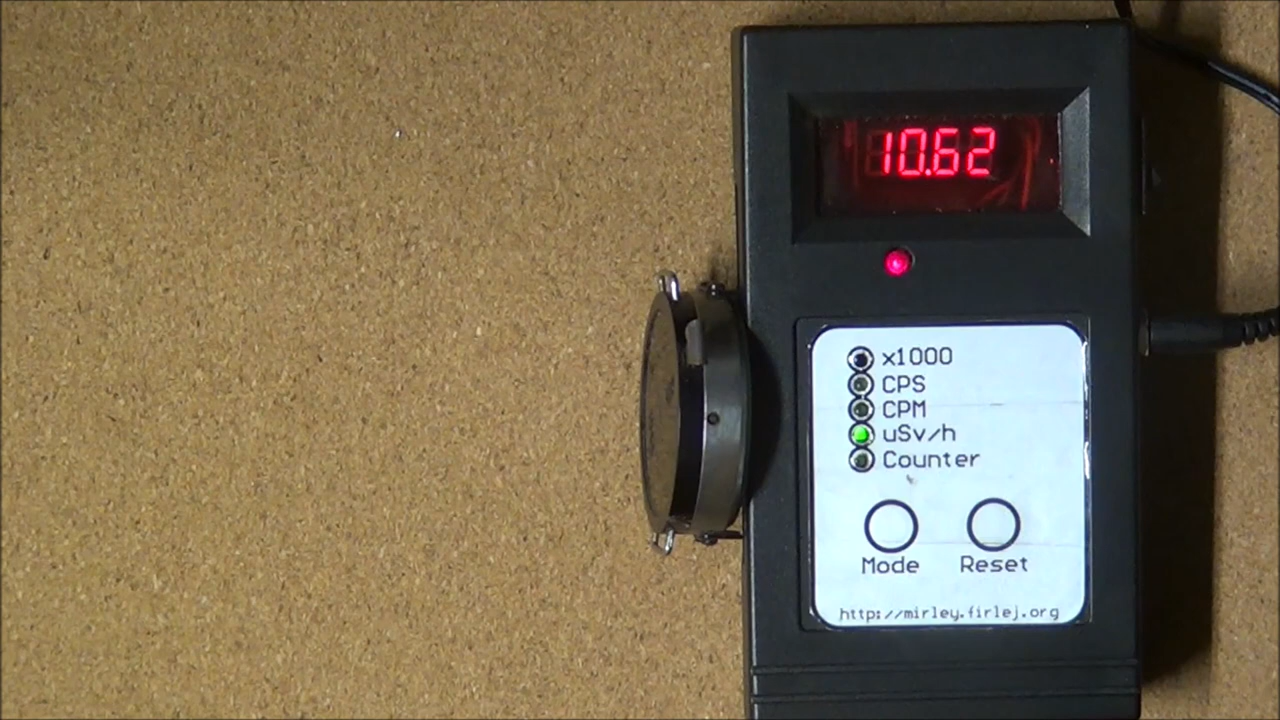 10.62
x1000
CPS
CPM
uSv/h
Counter
Mode Reset
http://mirley.firlej.org